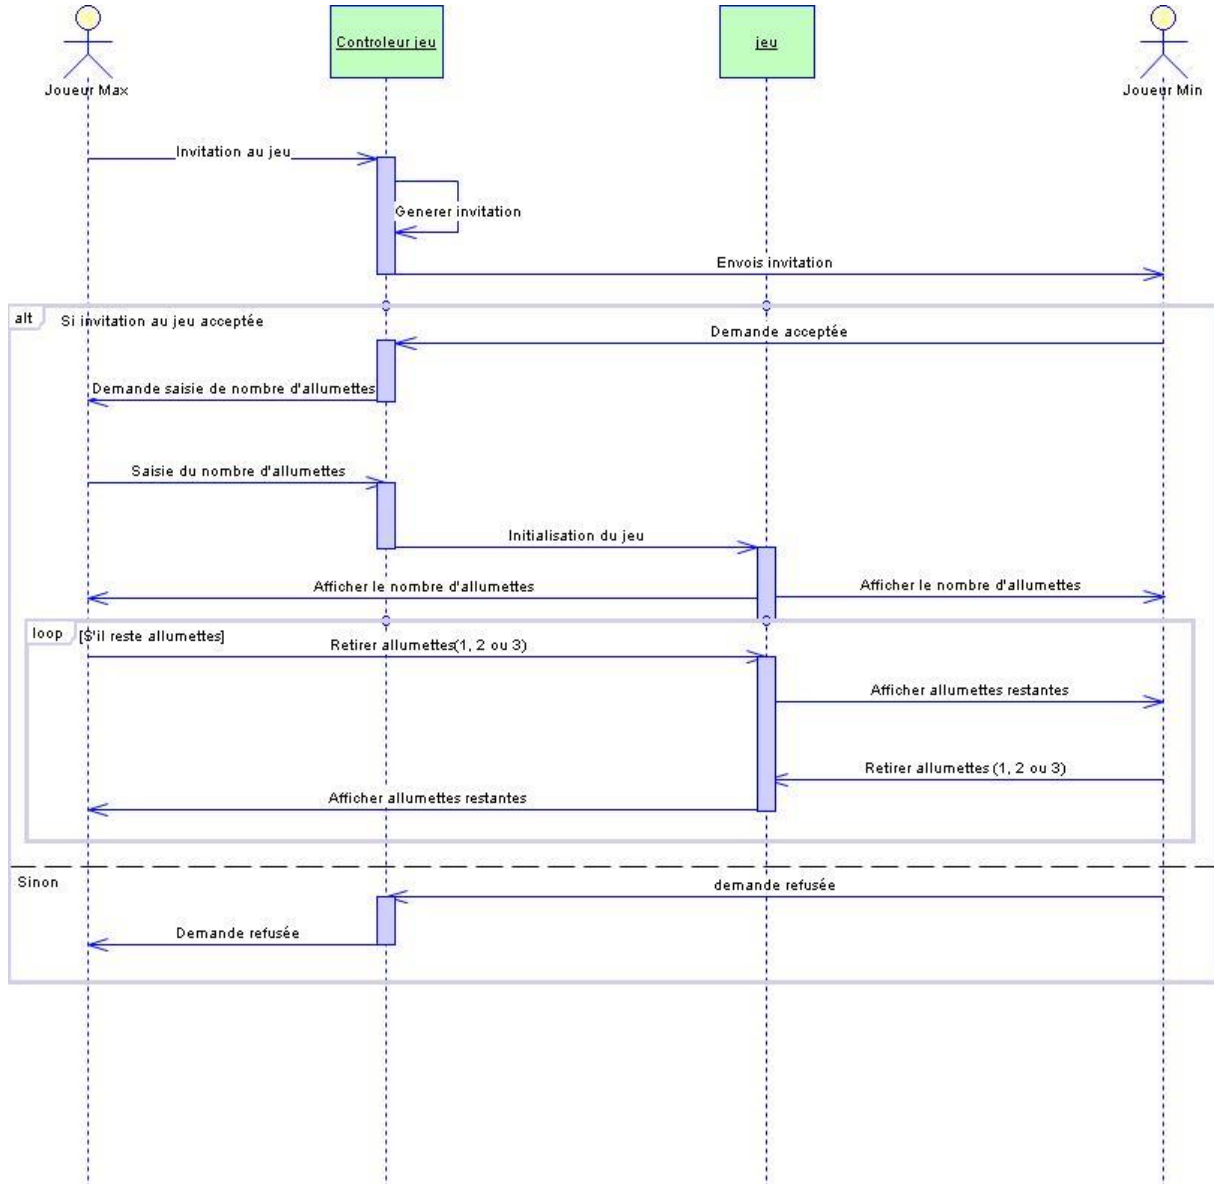 Controleur jeu
jeu
Joueur Max
Joueur Min
Invitation au jeu
Generer invitation
Envois invitation
alt
Si invitation au jeu acceptée
Demande acceptée
Demande saisie de nombre d'allumettes
Saisie du nombre d'allumettes
Initialisation du jeu
Afficher le nombre d'allumettes
Afficher le nombre d'allumettes
loop
[S'il reste allumettes]
Retirer allumettes(1, 2 ou 3)
Afficher allumettes restantes
Retirer allumettes (1, 2 ou 3)
Afficher allumettes restantes
Sinon
demande refusée
Demande refusée